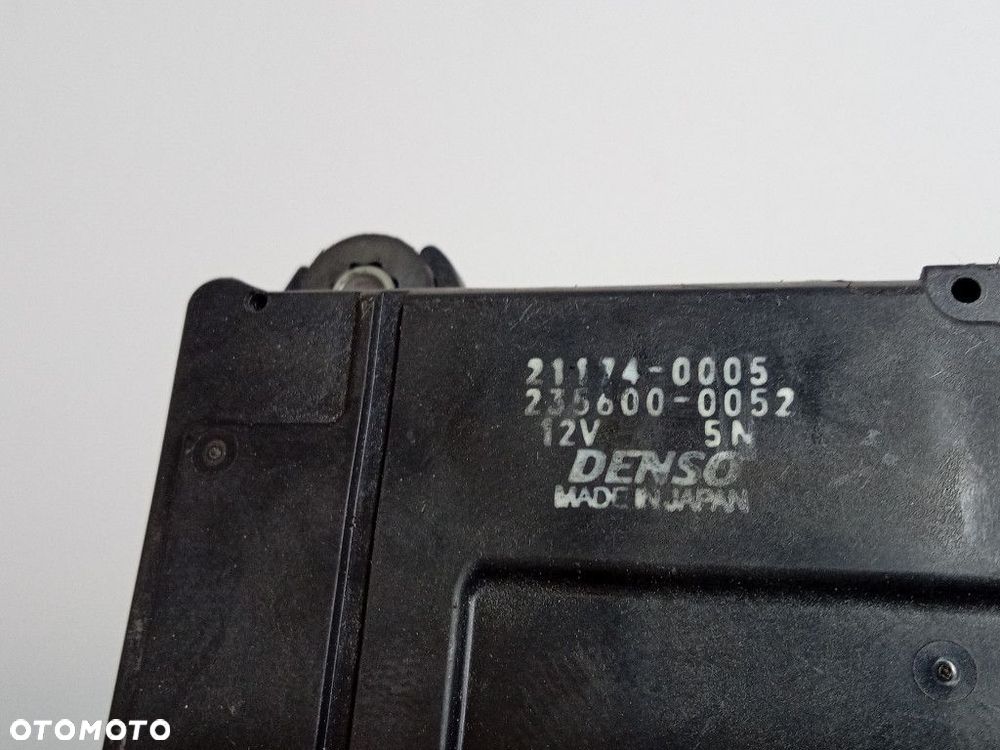 21174-0005
235600-0052
12V 5N
DENSO
MADE IN JAPAN
OTOMOTO